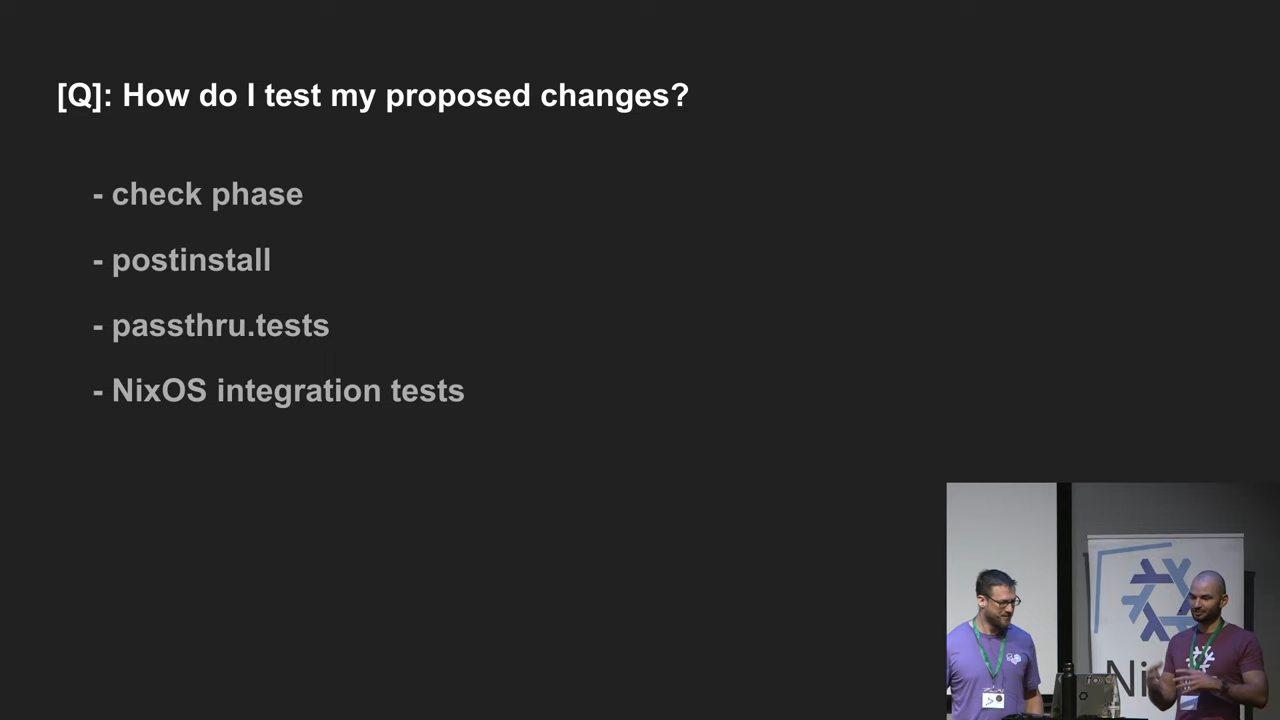 [Q]: How do I test my proposed changes?
- check phase
- postinstall
- passthru.tests
- NixOS integration tests